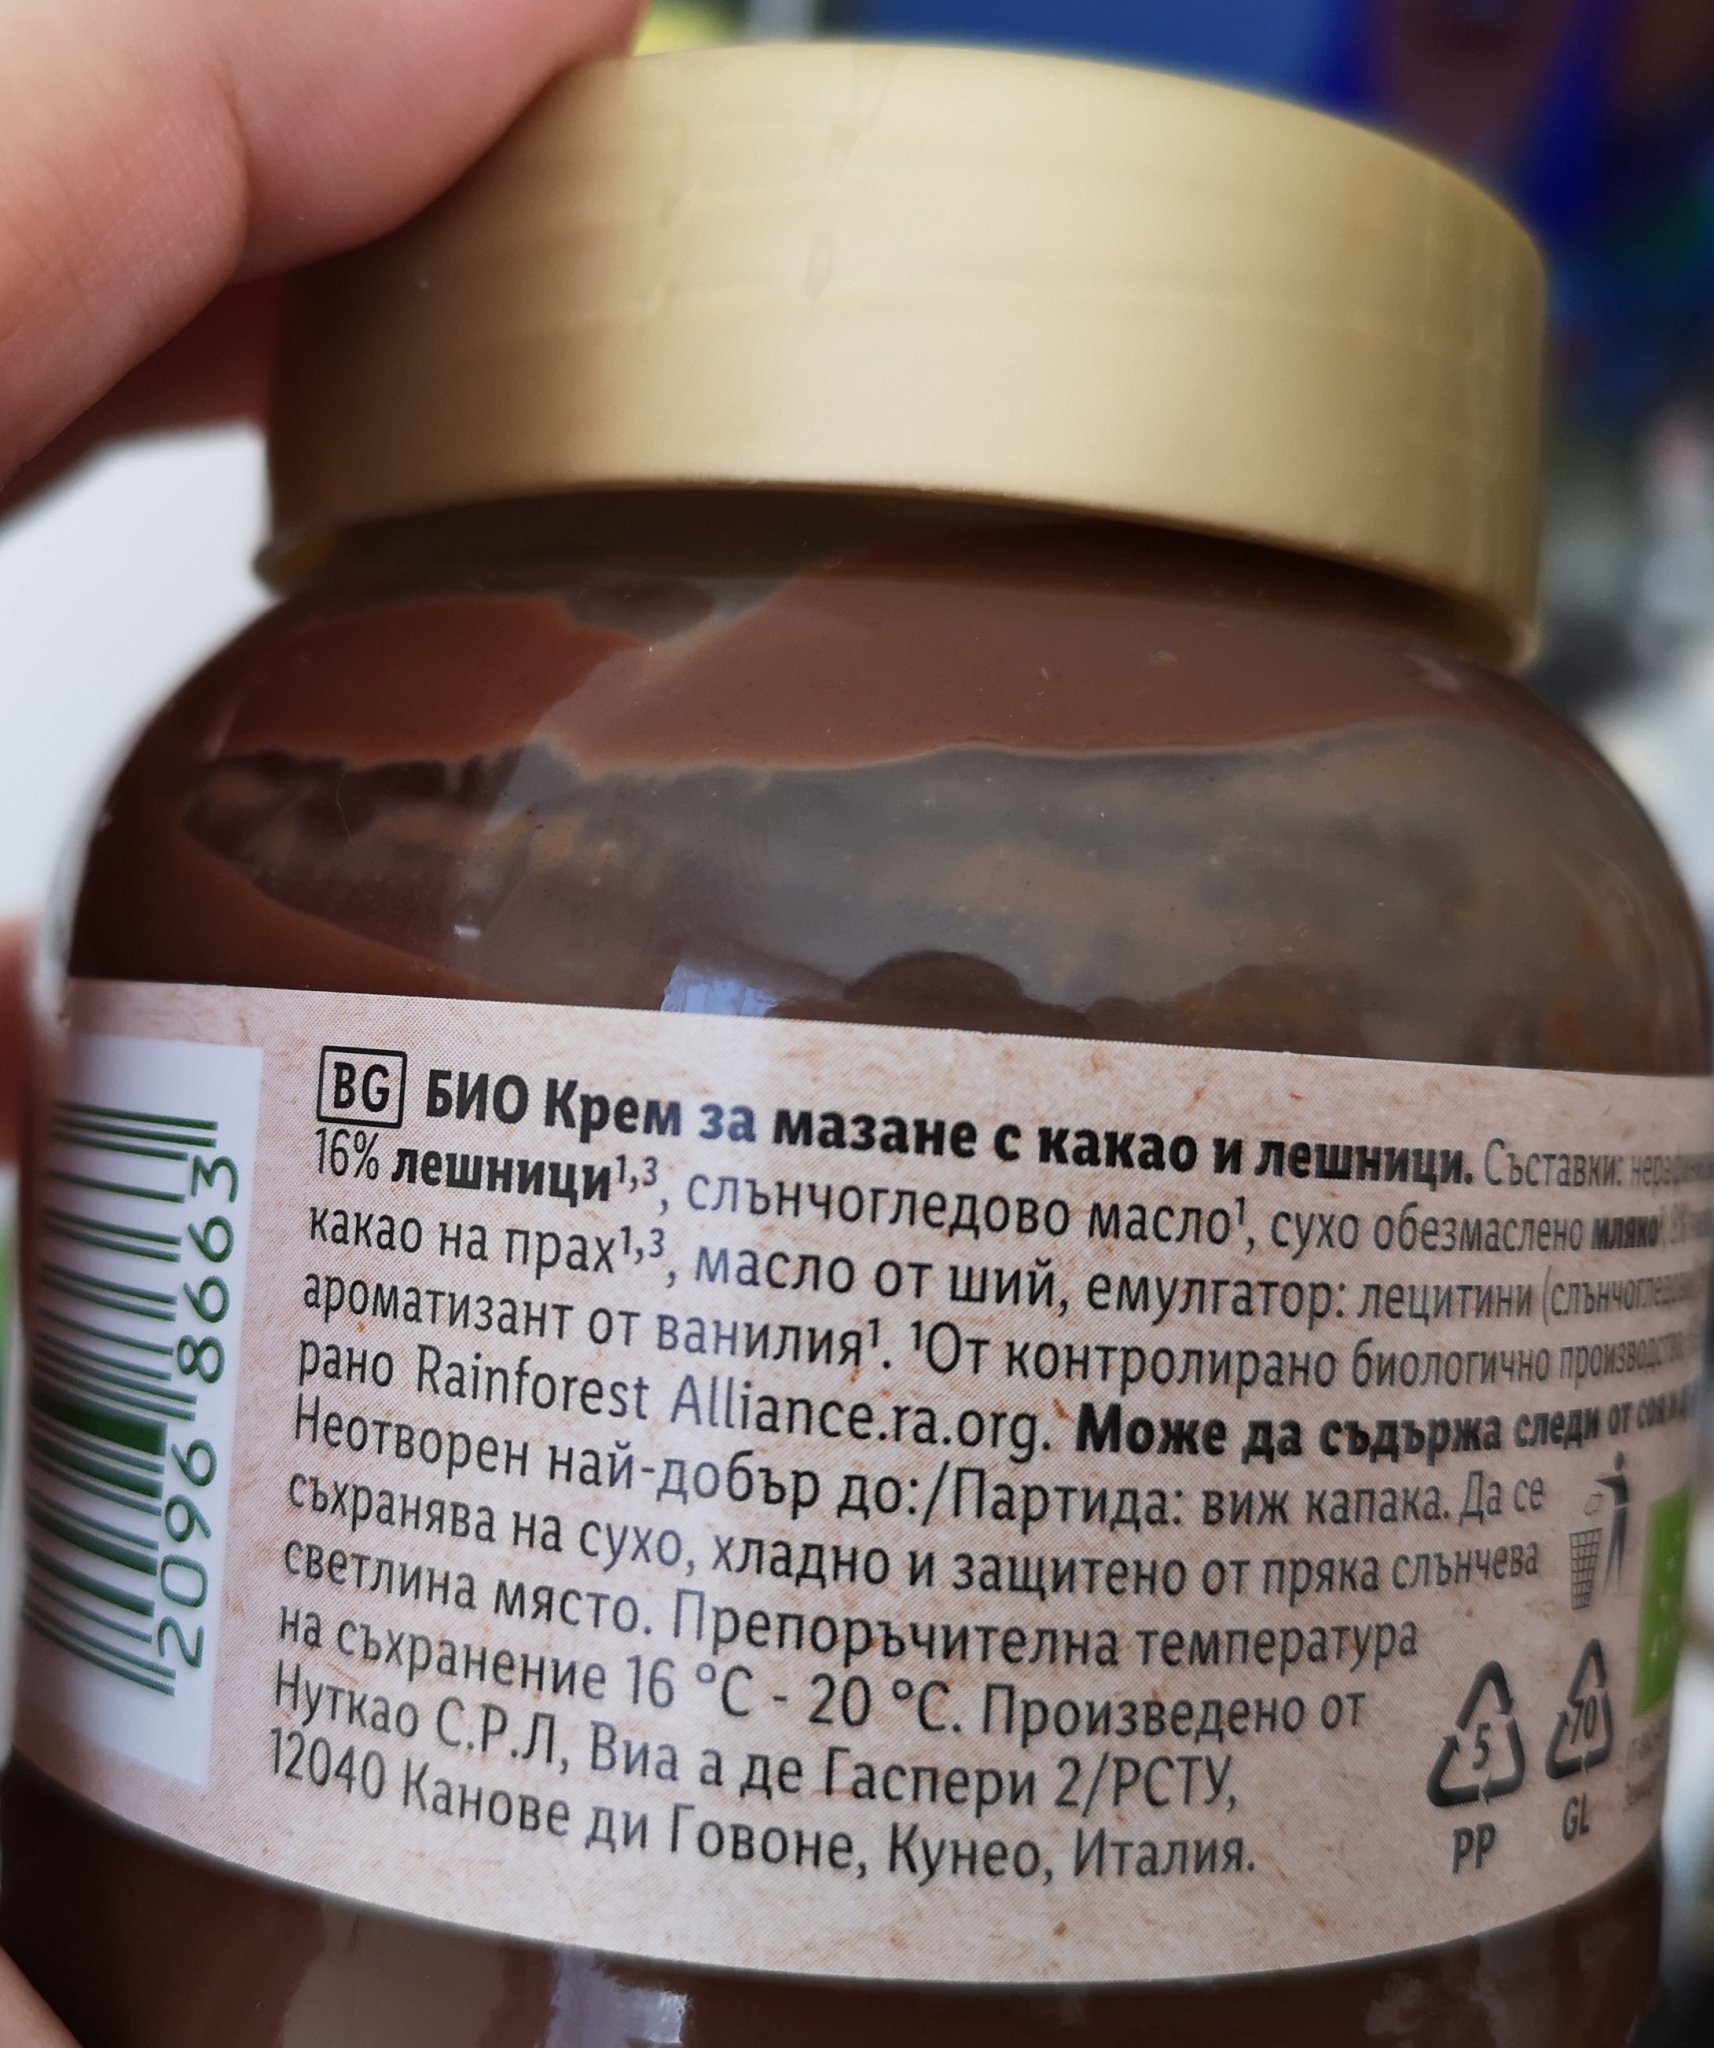 BG БИО Крем за мазане с какао и лешници. Съставки:
16% лешници¹,³, слънчогледово масло¹, сухо обезмаслено мляко¹
какао на прах¹,³, масло от ший, емулгатор: лецитини
ароматизант от ванилия¹. ¹От контролирано биологично
рано Rainforest Alliance.ra.org. Може да съдържа следи от
Неотворен най-добър до:/Партида: виж капака. Да се
съхранява на сухо, хладно и защитено от пряка слънчева
светлина място. Препоръчителна температура
на съхранение 16 °C - 20 °C. Произведено от
Нуткао С.Р.Л, Виа а де Гаспери 2/РСТУ,
12040 Канове ди Говоне, Кунео, Италия.
2096 8663
5
PP
70
GL